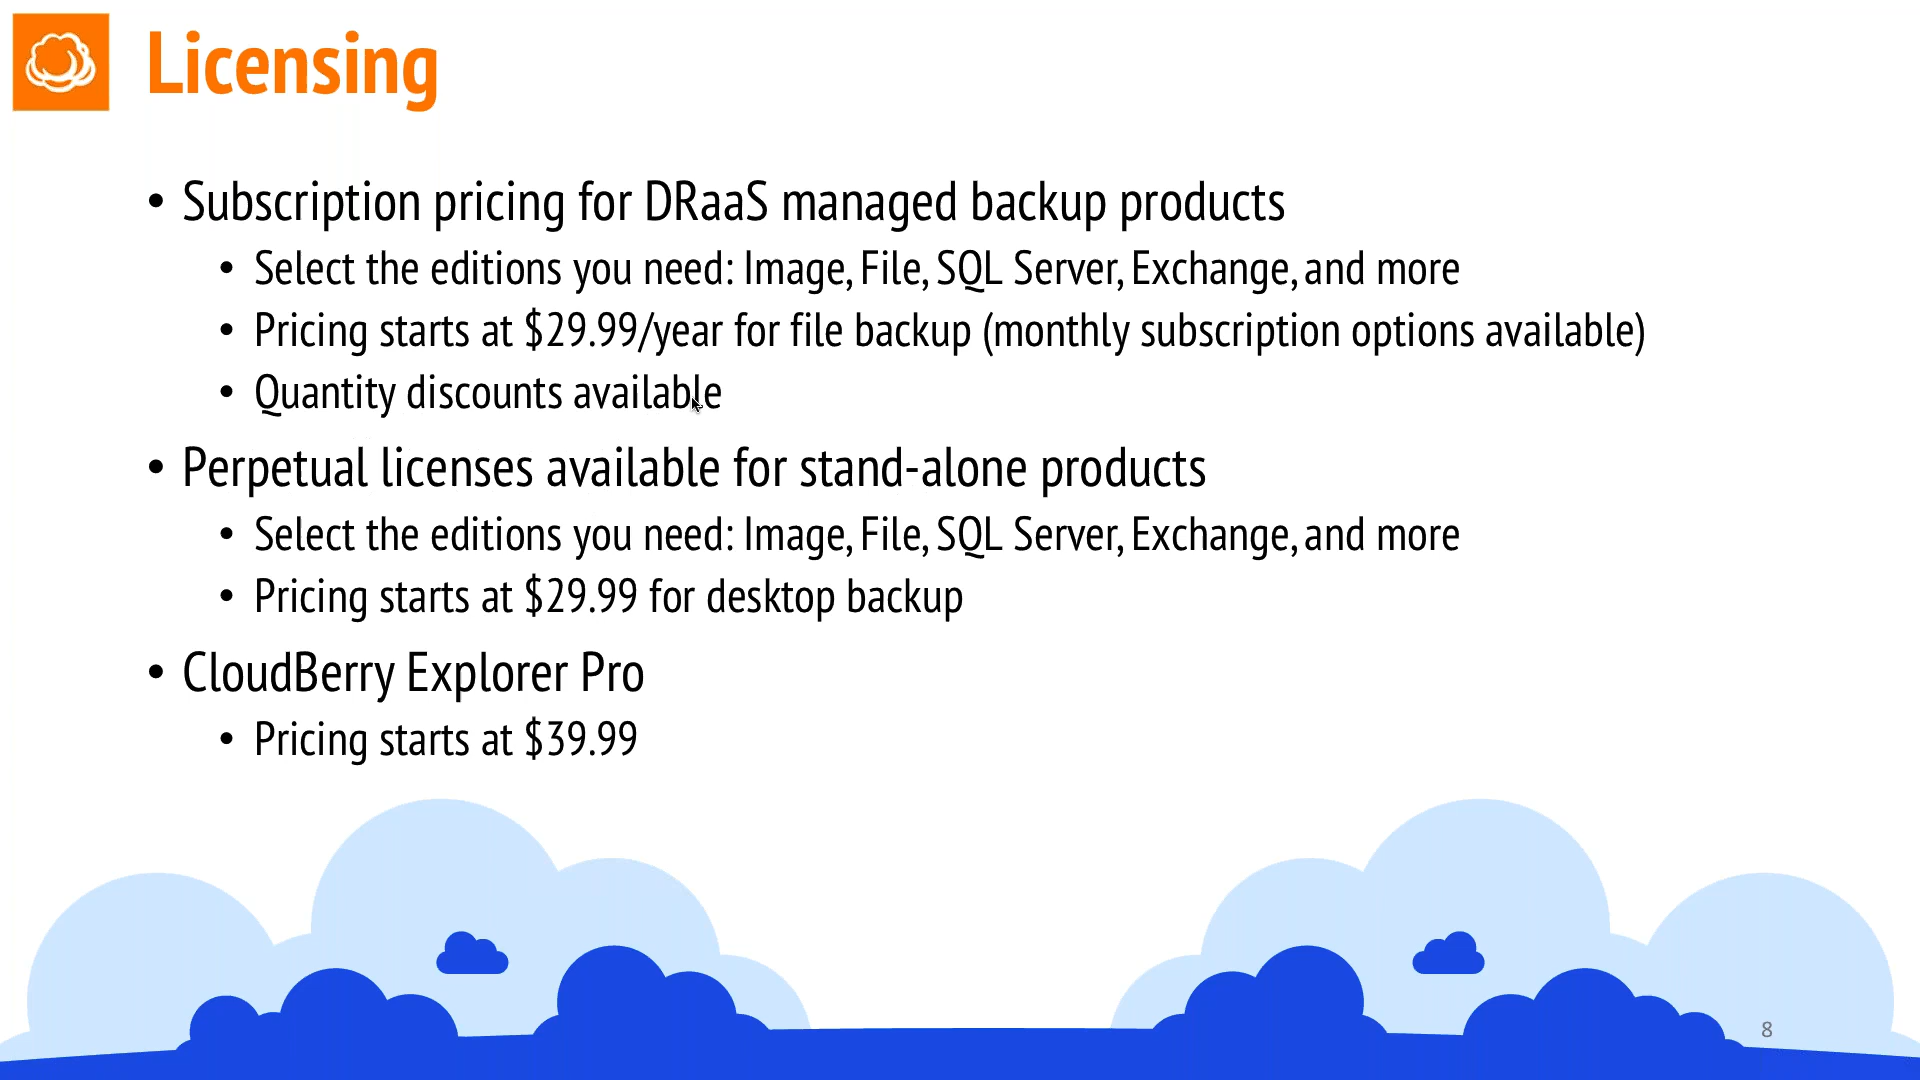 Licensing
• Subscription pricing for DRaaS managed backup products
• Select the editions you need: Image, File, SQL Server, Exchange, and more
• Pricing starts at $29.99/year for file backup (monthly subscription options available)
• Quantity discounts available
• Perpetual licenses available for stand-alone products
• Select the editions you need: Image, File, SQL Server, Exchange, and more
• Pricing starts at $29.99 for desktop backup
• CloudBerry Explorer Pro
• Pricing starts at $39.99
8